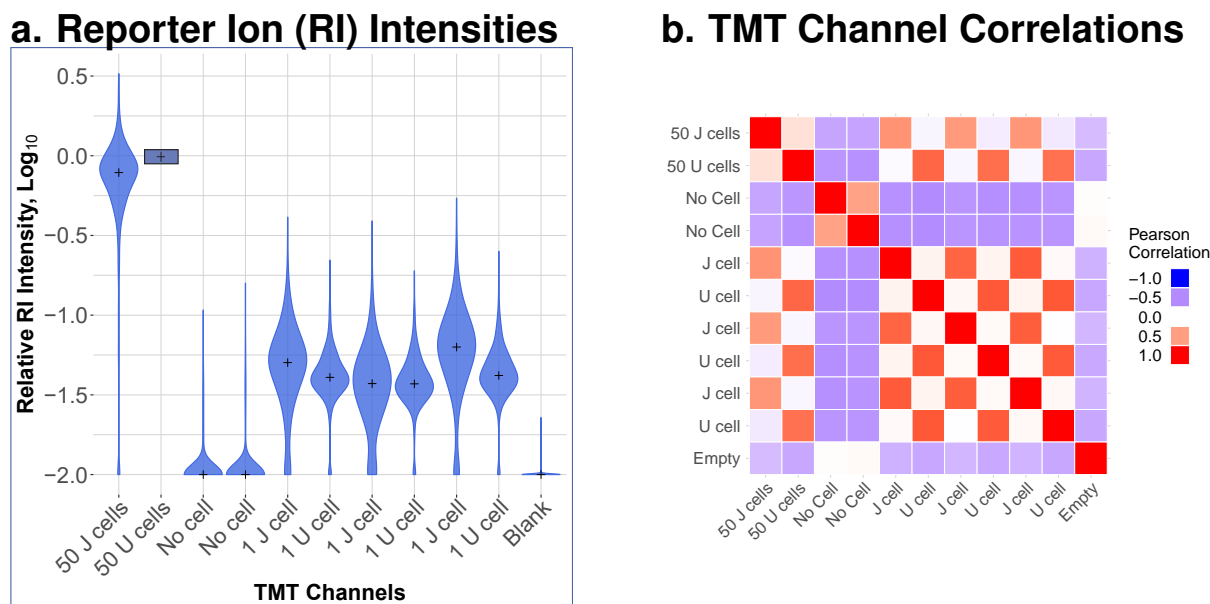 a. Reporter Ion (RI) Intensities
Relative RI Intensity, Log10
0.5
0.0
−0.5
−1.0
−1.5
−2.0
50 J cells
50 U cells
No cell
No cell
1 J cell
1 U cell
1 J cell
1 U cell
1 J cell
1 U cell
Blank
TMT Channels
b. TMT Channel Correlations
50 J cells
50 U cells
No Cell
No Cell
J cell
U cell
J cell
U cell
J cell
U cell
Empty
50 J cells
50 U cells
No Cell
No Cell
J cell
U cell
J cell
U cell
J cell
U cell
Empty
Pearson
Correlation
−1.0
−0.5
0.0
0.5
1.0